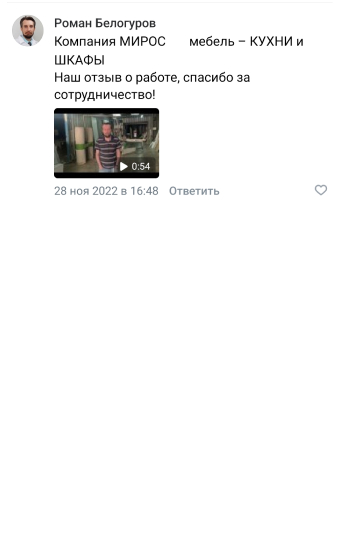 Роман Белогуров
Компания МИРОС мебель – КУХНИ и
ШКАФЫ
Наш отзыв о работе, спасибо за
сотрудничество!
0:54
28 ноя 2022 в 16:48 Ответить